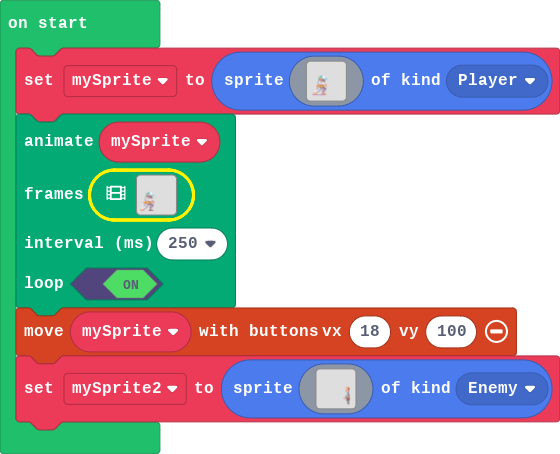 on start
set mySprite to sprite of kind Player
animate mySprite
frames
interval (ms) 250
loop ON
move mySprite with buttons vx 18 vy 100
set mySprite2 to sprite of kind Enemy